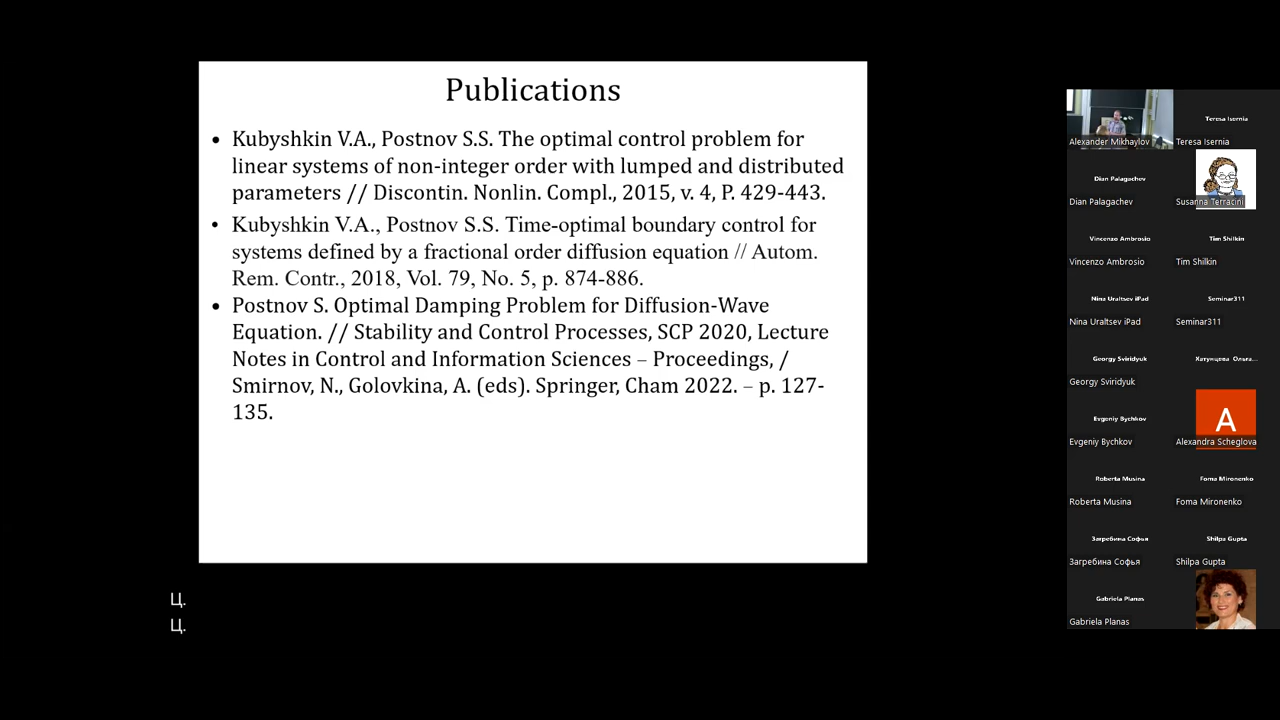 Publications
• Kubyshkin V.A., Postnov S.S. The optimal control problem for
linear systems of non-integer order with lumped and distributed
parameters // Discontin. Nonlin. Compl., 2015, v. 4, P. 429-443.
• Kubyshkin V.A., Postnov S.S. Time-optimal boundary control for
systems defined by a fractional order diffusion equation // Autom.
Rem. Contr., 2018, Vol. 79, No. 5, p. 874-886.
• Postnov S. Optimal Damping Problem for Diffusion-Wave
Equation. // Stability and Control Processes, SCP 2020, Lecture
Notes in Control and Information Sciences – Proceedings, /
Smirnov, N., Golovkina, A. (eds). Springer, Cham 2022. – p. 127-
135.
Ц.
Ц.
Alexander Mikhaylov
Teresa Isernia
Teresa Isernia
Dian Palagachev
Dian Palagachev
Susanna Terracini
Vincenzo Ambrosio
Vincenzo Ambrosio
Tim Shilkin
Tim Shilkin
Nina Uraltsev iPad
Nina Uraltsev iPad
Seminar311
Seminar311
Georgy Sviridyuk
Georgy Sviridyuk
Хатунцева Ольга...
Evgeniy Bychkov
Evgeniy Bychkov
A
Alexandra Scheglova
Roberta Musina
Roberta Musina
Foma Mironenko
Foma Mironenko
Загребина Софья
Загребина Софья
Shilpa Gupta
Shilpa Gupta
Gabriela Planas
Gabriela Planas